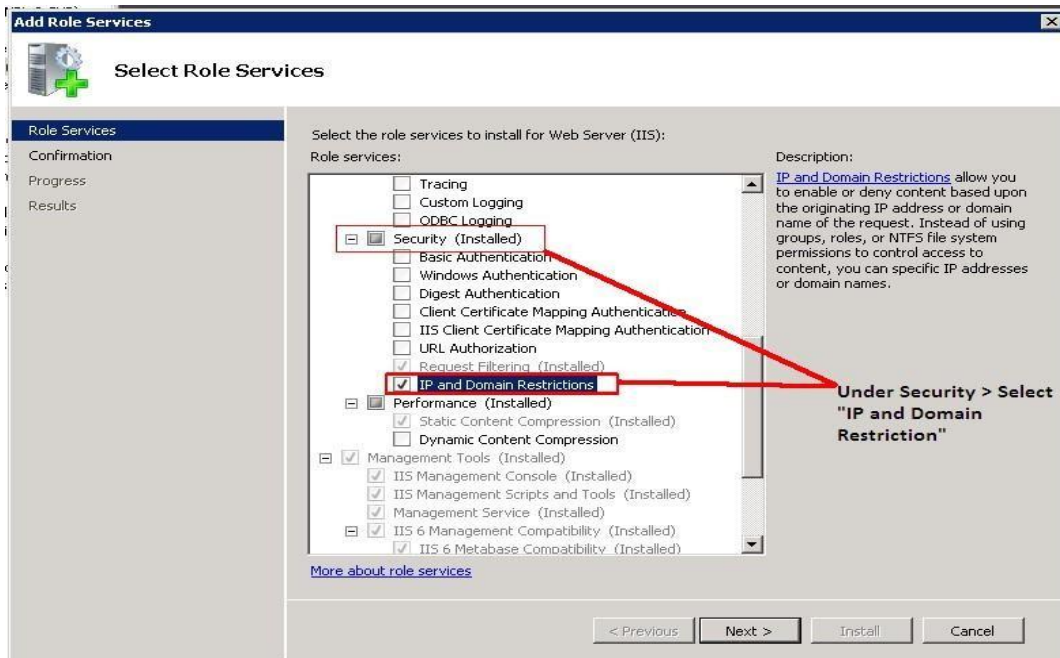 Add Role Services
Select Role Services
Role Services
Confirmation
Progress
Results
Select the role services to install for Web Server (IIS):
Role services:
Tracing
Custom Logging
ODBC Logging
Security (Installed)
Basic Authentication
Windows Authentication
Digest Authentication
Client Certificate Mapping Authentication
IIS Client Certificate Mapping Authentication
URL Authorization
Request Filtering (Installed)
IP and Domain Restrictions
Performance (Installed)
Static Content Compression (Installed)
Dynamic Content Compression
Management Tools (Installed)
IIS Management Console (Installed)
IIS Management Scripts and Tools (Installed)
Management Service (Installed)
IIS 6 Management Compatibility (Installed)
IIS 6 Metabase Compatibility (Installed)
More about role services
Description:
IP and Domain Restrictions allow you
to enable or deny content based upon
the originating IP address or domain
name of the request. Instead of using
groups, roles, or NTFS file system
permissions to control access to
content, you can specific IP addresses
or domain names.
Under Security > Select
"IP and Domain
Restriction"
< Previous
Next >
Install
Cancel